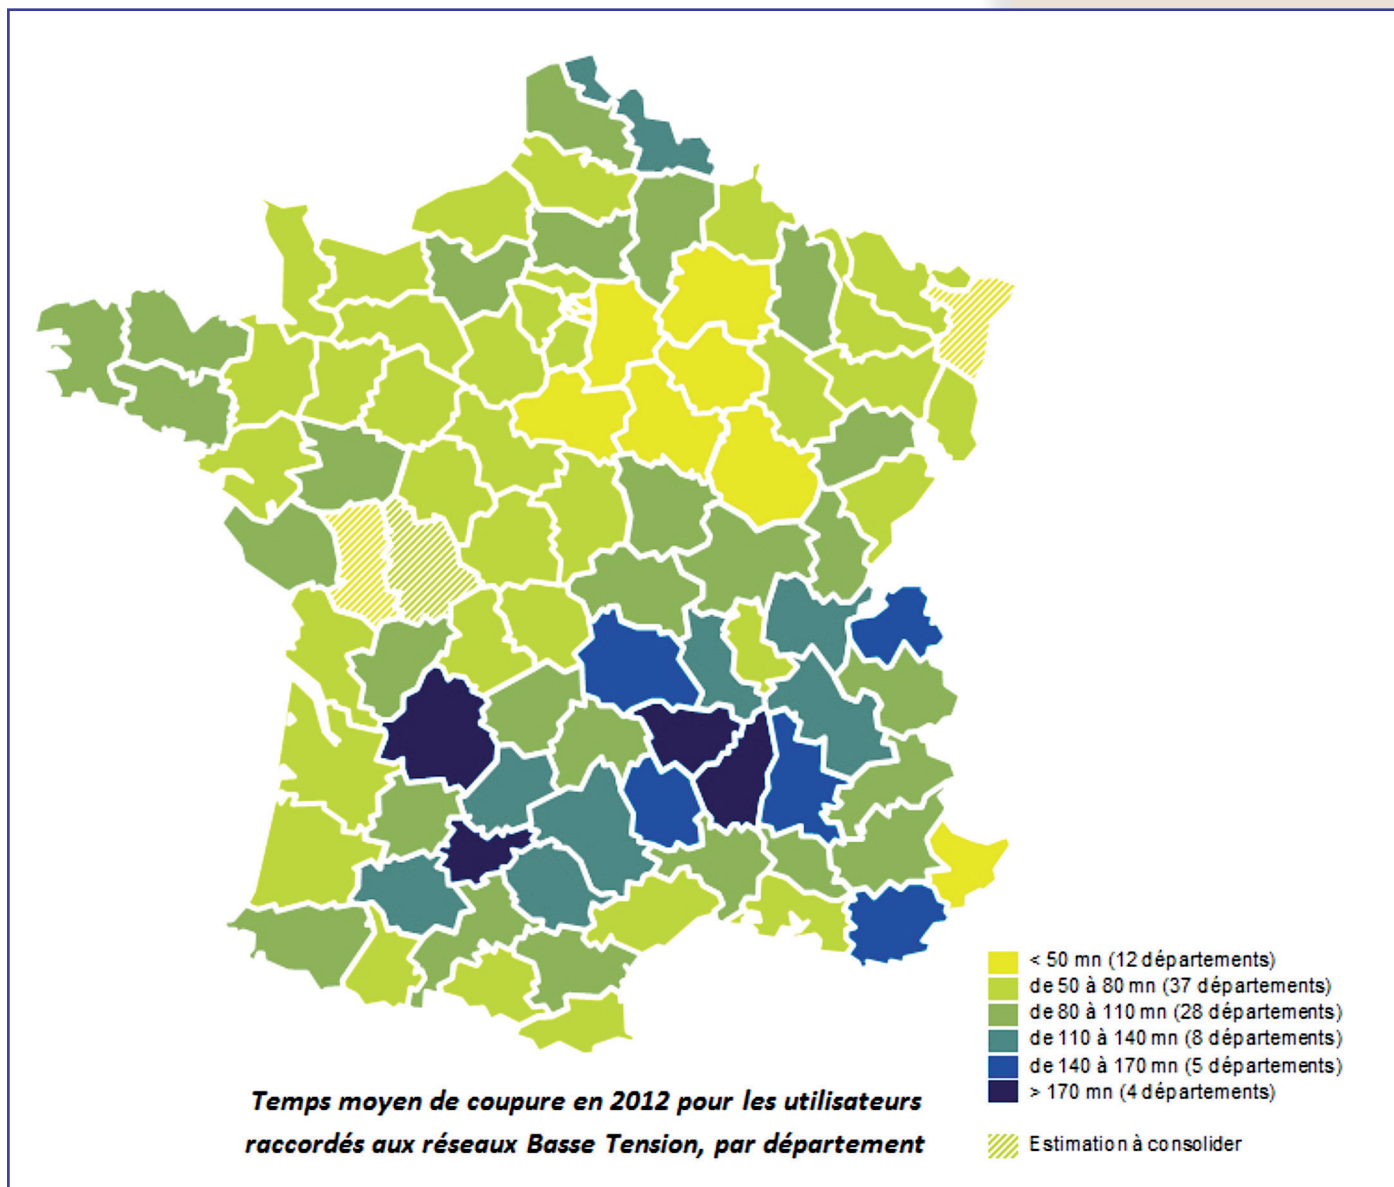 < 50 mn (12 départements)
de 50 à 80 mn (37 départements)
de 80 à 110 mn (28 départements)
de 110 à 140 mn (8 départements)
de 140 à 170 mn (5 départements)
> 170 mn (4 départements)
Temps moyen de coupure en 2012 pour les utilisateurs
raccordés aux réseaux Basse Tension, par département
Estimation à consolider